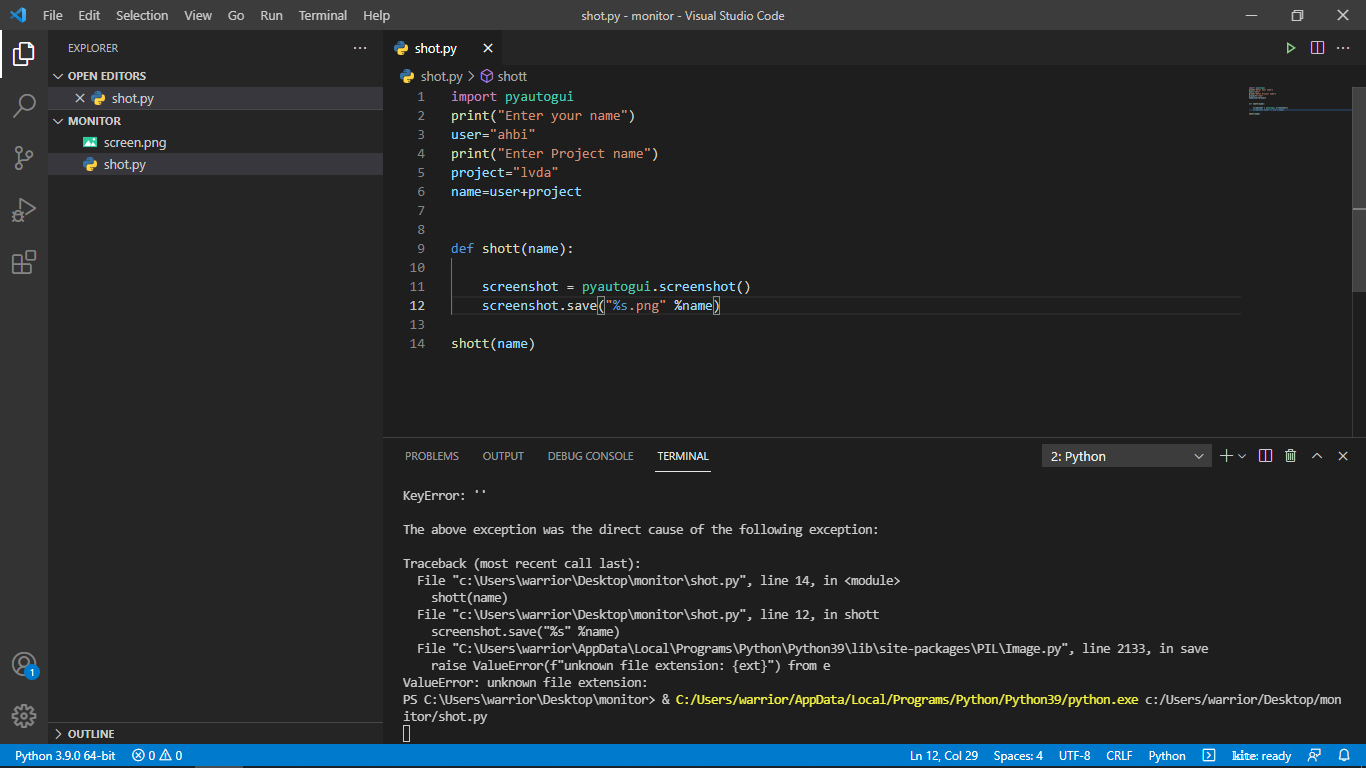 File Edit Selection View Go Run Terminal Help
shot.py - monitor - Visual Studio Code
EXPLORER
OPEN EDITORS
shot.py
MONITOR
screen.png
shot.py
OUTLINE
1
shot.py
shot.py > shott
1 import pyautogui
2 print("Enter your name")
3 user="ahbi"
4 print("Enter Project name")
5 project="lvda"
6 name=user+project
7
8
9 def shott(name):
10
11 screenshot = pyautogui.screenshot()
12 screenshot.save("%s.png" %name)
13
14 shott(name)
PROBLEMS OUTPUT DEBUG CONSOLE TERMINAL
2: Python
KeyError: ''
The above exception was the direct cause of the following exception:
Traceback (most recent call last):
File "c:\Users\warrior\Desktop\monitor\shot.py", line 14, in <module>
shott(name)
File "c:\Users\warrior\Desktop\monitor\shot.py", line 12, in shott
screenshot.save("%s" %name)
File "C:\Users\warrior\AppData\Local\Programs\Python\Python39\lib\site-packages\PIL\Image.py", line 2133, in save
raise ValueError(f"unknown file extension: {ext}") from e
ValueError: unknown file extension:
PS C:\Users\warrior\Desktop\monitor> & C:/Users/warrior/AppData/Local/Programs/Python/Python39/python.exe c:/Users/warrior/Desktop/mon
itor/shot.py
Python 3.9.0 64-bit 0 0 Ln 12, Col 29 Spaces: 4 UTF-8 CRLF Python kite: ready